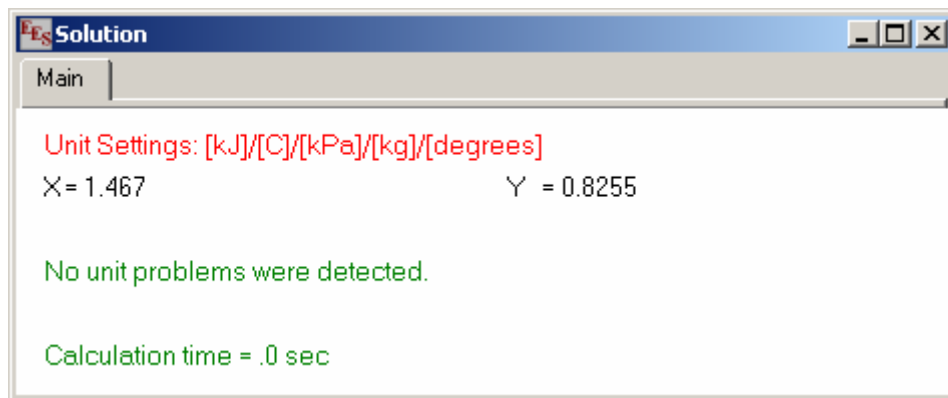 EES Solution
Main
Unit Settings: [kJ]/[C]/[kPa]/[kg]/[degrees]
X = 1.467 Y = 0.8255
No unit problems were detected.
Calculation time = .0 sec